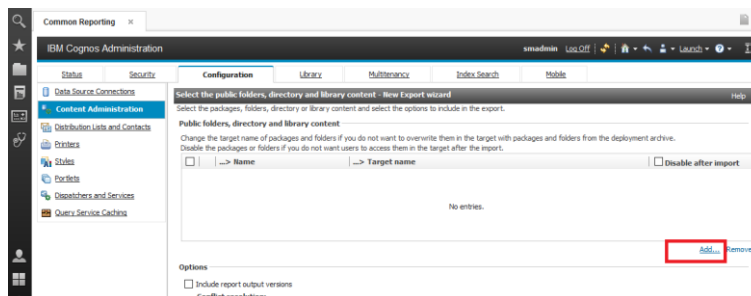 Common Reporting ×
IBM Cognos Administration
smadmin Log Off Launch
Status Security Configuration Library Multitenancy Index Search Mobile
Data Source Connections
Content Administration
Distribution Lists and Contacts
Printers
Styles
Portlets
Dispatchers and Services
Query Service Caching
Select the public folders, directory and library content - New Export wizard Help
Select the packages, folders, directory or library content and select the options to include in the export.
Public folders, directory and library content
Change the target name of packages and folders if you do not want to overwrite them in the target with packages and folders from the deployment archive.
Disable the packages or folders if you do not want users to access them in the target after the import.
...> Name ...> Target name Disable after import
No entries.
Add... Remove
Options
Include report output versions
Conflict resolution: